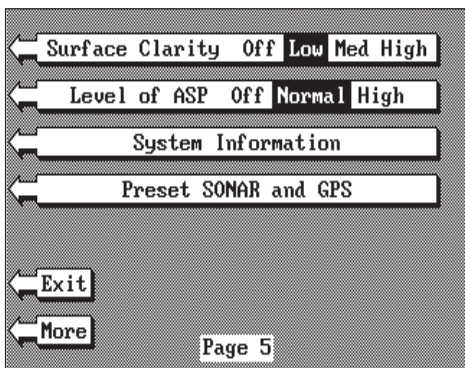 Surface Clarity Off Low Med High
Level of ASP Off Normal High
System Information
Preset SONAR and GPS
Exit
More
Page 5